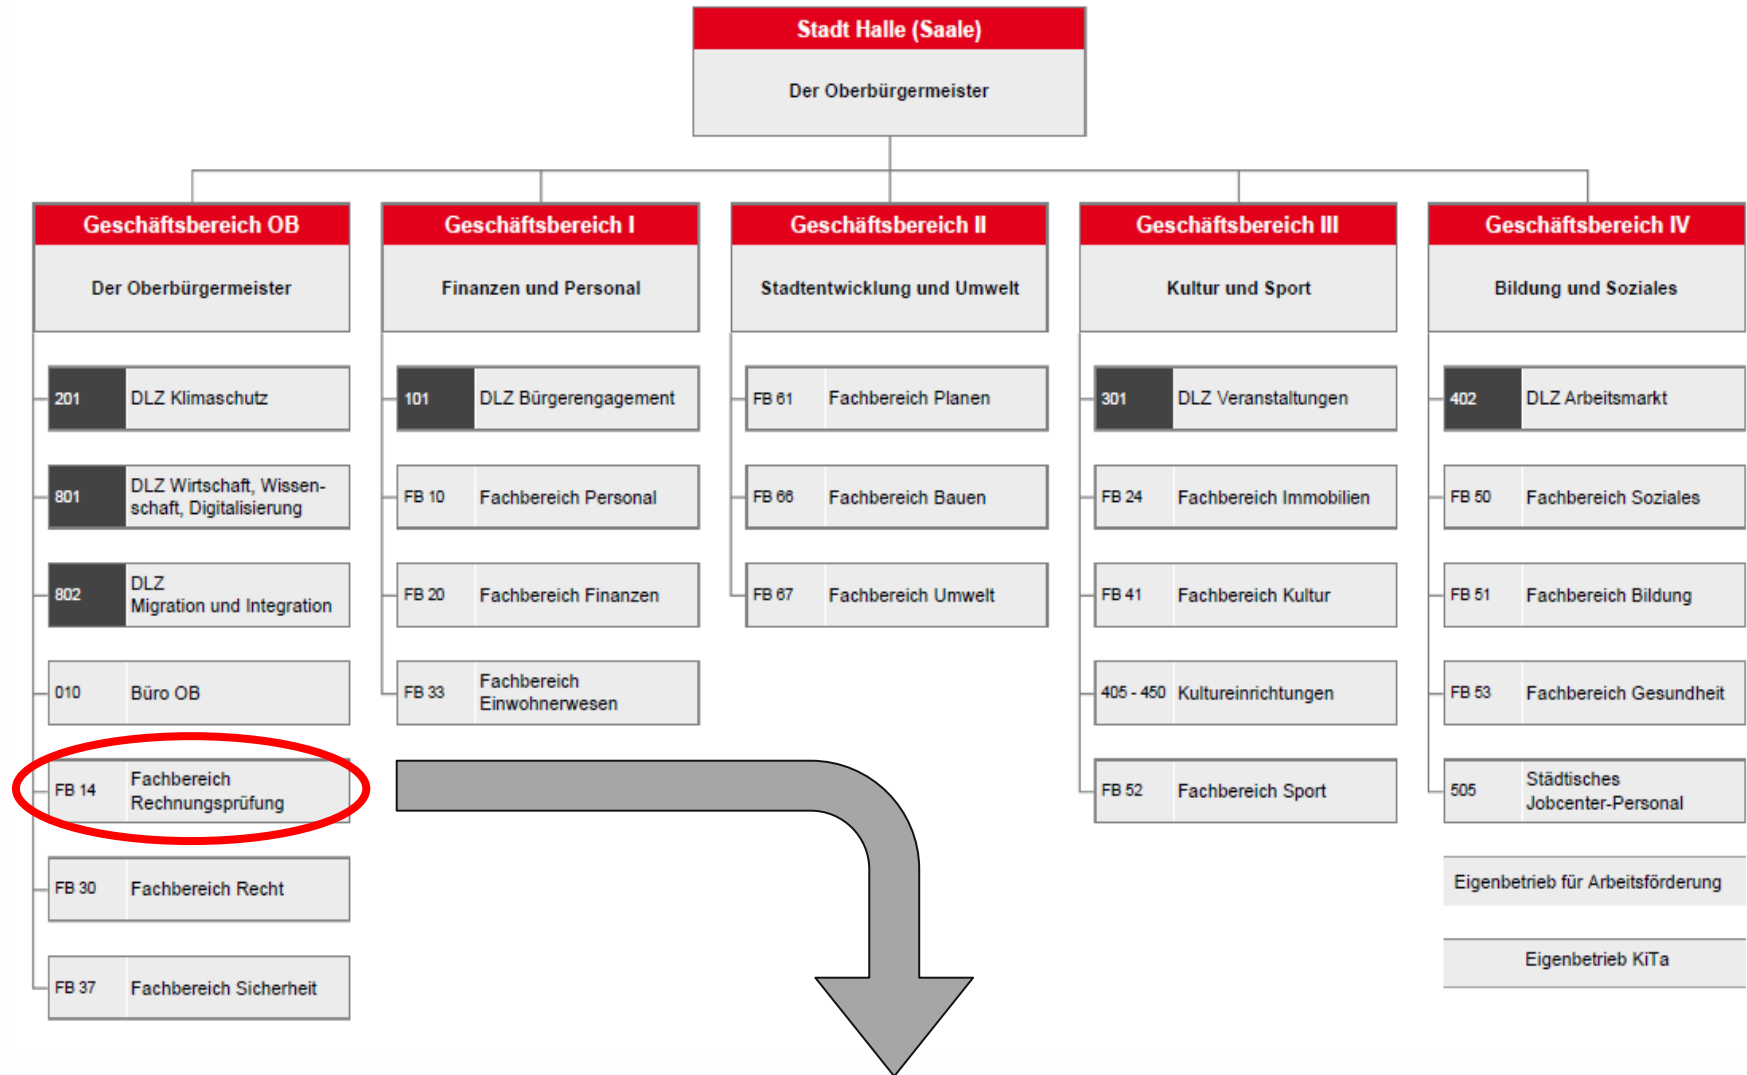 Stadt Halle (Saale)
Der Oberbürgermeister
Geschäftsbereich OB
Der Oberbürgermeister
201 DLZ Klimaschutz
801 DLZ Wirtschaft, Wissen-
schaft, Digitalisierung
802 DLZ
Migration und Integration
010 Büro OB
FB 14 Fachbereich
Rechnungsprüfung
FB 30 Fachbereich Recht
FB 37 Fachbereich Sicherheit
Geschäftsbereich I
Finanzen und Personal
101 DLZ Bürgerengagement
FB 10 Fachbereich Personal
FB 20 Fachbereich Finanzen
FB 33 Fachbereich
Einwohnerwesen
Geschäftsbereich II
Stadtentwicklung und Umwelt
FB 61 Fachbereich Planen
FB 66 Fachbereich Bauen
FB 67 Fachbereich Umwelt
Geschäftsbereich III
Kultur und Sport
301 DLZ Veranstaltungen
FB 24 Fachbereich Immobilien
FB 41 Fachbereich Kultur
405 - 450 Kultureinrichtungen
FB 52 Fachbereich Sport
Geschäftsbereich IV
Bildung und Soziales
402 DLZ Arbeitsmarkt
FB 50 Fachbereich Soziales
FB 51 Fachbereich Bildung
FB 53 Fachbereich Gesundheit
505 Städtisches
Jobcenter-Personal
Eigenbetrieb für Arbeitsförderung
Eigenbetrieb KiTa